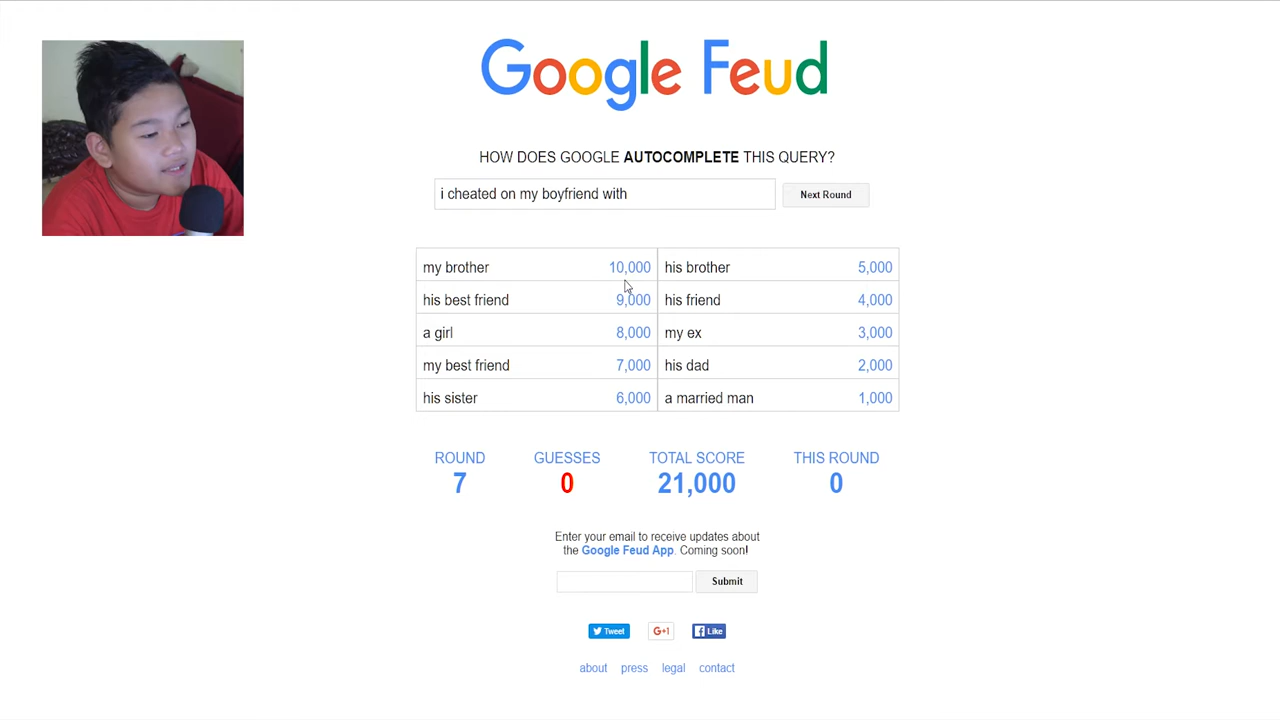 Google Feud
HOW DOES GOOGLE AUTOCOMPLETE THIS QUERY?
i cheated on my boyfriend with
Next Round
my brother 10,000 his brother 5,000
his best friend 9,000 his friend 4,000
a girl 8,000 my ex 3,000
my best friend 7,000 his dad 2,000
his sister 6,000 a married man 1,000
ROUND GUESSES TOTAL SCORE THIS ROUND
7 0 21,000 0
Enter your email to receive updates about
the Google Feud App. Coming soon!
Submit
Tweet G+1 Like
about press legal contact